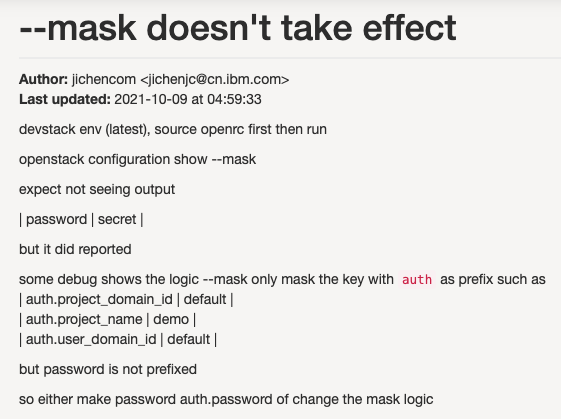 --mask doesn't take effect
Author: jichencom <jichenjc@cn.ibm.com>
Last updated: 2021-10-09 at 04:59:33
devstack env (latest), source openrc first then run
openstack configuration show --mask
expect not seeing output
| password | secret |
but it did reported
some debug shows the logic --mask only mask the key with auth as prefix such as
| auth.project_domain_id | default |
| auth.project_name | demo |
| auth.user_domain_id | default |
but password is not prefixed
so either make password auth.password of change the mask logic